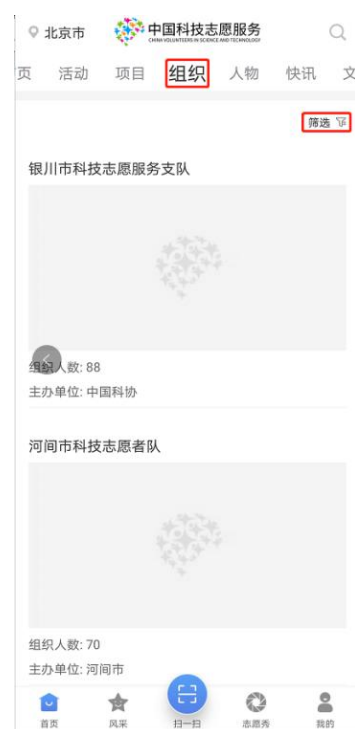 北京市
中国科技志愿服务
CHINA VOLUNTEERS IN SCIENCE AND TECHNOLOGY
页 活动 项目 组织 人物 快讯 文
筛选
银川市科技志愿服务支队
组织人数: 88
主办单位: 中国科协
河间市科技志愿者队
组织人数: 70
主办单位: 河间市
首页 风采 扫一扫 志愿秀 我的